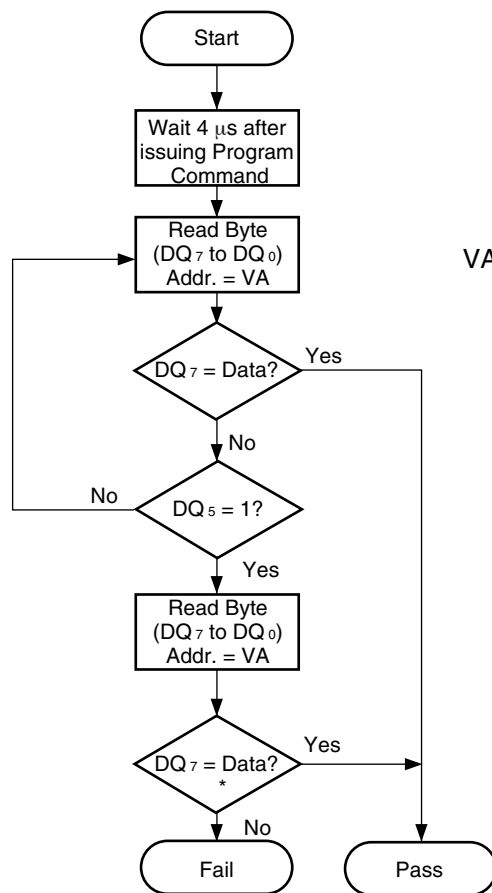 Start
Wait 4 μs after
issuing Program
Command
Read Byte
(DQ7 to DQ0)
Addr. = VA
VA
DQ7 = Data?
Yes
No
DQ5 = 1?
No
Yes
Read Byte
(DQ7 to DQ0)
Addr. = VA
DQ7 = Data?
*
Yes
No
Fail
Pass